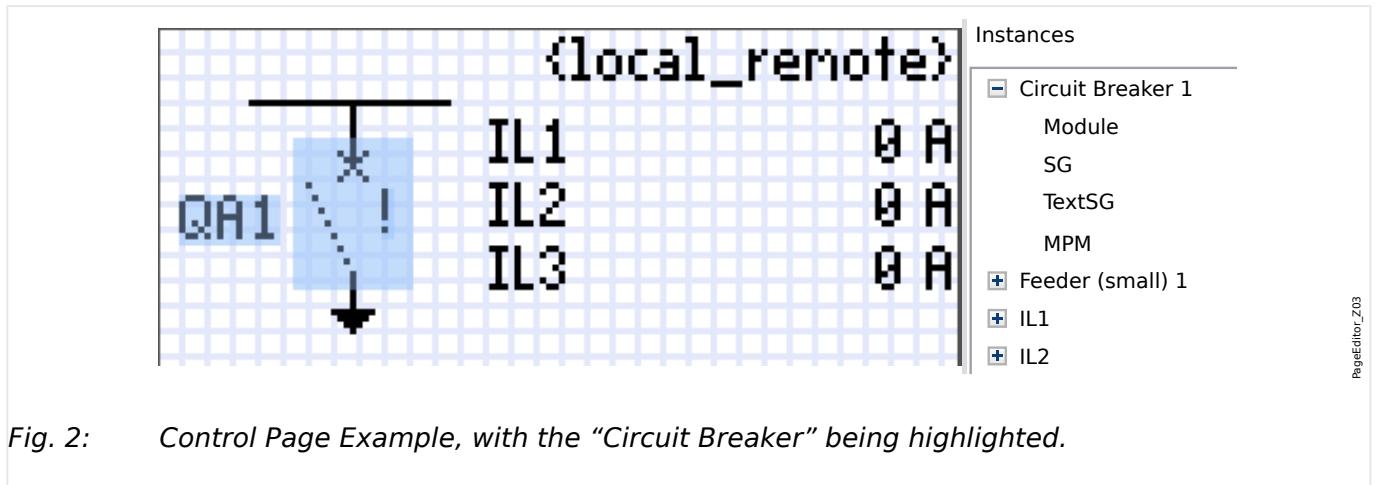 {local_remote}
IL1 0 A
IL2 0 A
IL3 0 A
QA1 !
Instances
Circuit Breaker 1
Module
SG
TextSG
MPM
Feeder (small) 1
IL1
IL2
PageEditor_Z03
Fig. 2: Control Page Example, with the “Circuit Breaker” being highlighted.